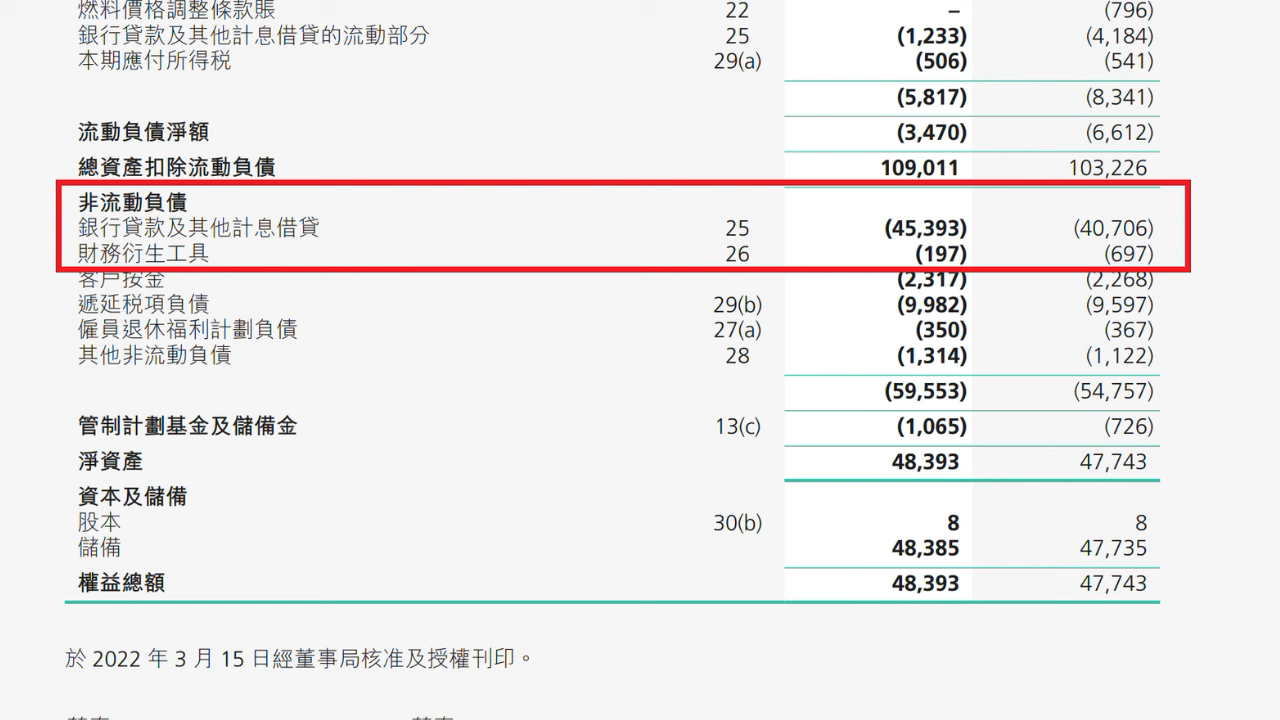 燃料價格調整條款賬 22 – (796)
銀行貸款及其他計息借貸的流動部分 25 (1,233) (4,184)
本期應付所得稅 29(a) (506) (541)
(5,817) (8,341)
流動負債淨額 (3,470) (6,612)
總資產扣除流動負債 109,011 103,226
非流動負債
銀行貸款及其他計息借貸 25 (45,393) (40,706)
財務衍生工具 26 (197) (697)
客戶按金 (2,317) (2,268)
遞延稅項負債 29(b) (9,982) (9,597)
僱員退休福利計劃負債 27(a) (350) (367)
其他非流動負債 28 (1,314) (1,122)
(59,553) (54,757)
管制計劃基金及儲備金 13(c) (1,065) (726)
淨資產 48,393 47,743
資本及儲備
股本 30(b) 8 8
儲備 48,385 47,735
權益總額 48,393 47,743
於 2022 年 3 月 15 日經董事局核准及授權刊印。